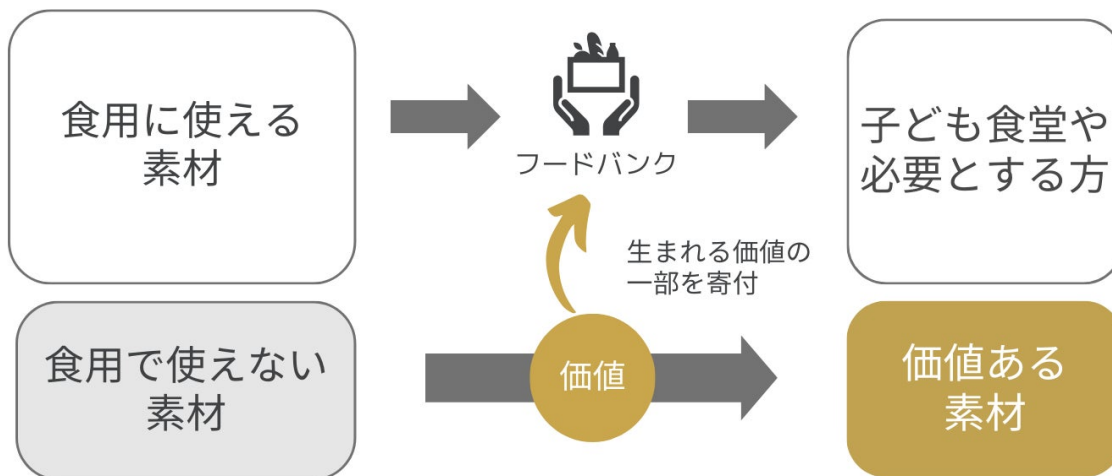 食用に使える
素材
フードバンク
子ども食堂や
必要とする方
生まれる価値の
一部を寄付
食用で使えない
素材
価値
価値ある
素材